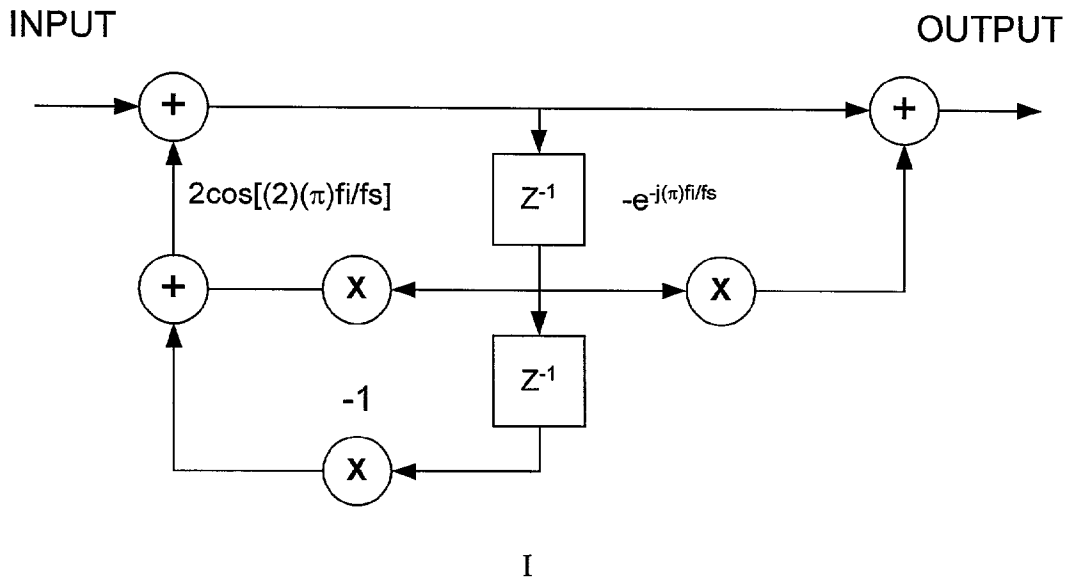 INPUT
OUTPUT
+
+
2cos[(2)(π)fi/fs]
Z⁻¹
-e⁻ʲ⁽π⁾ᶠⁱ/ᶠˢ
+
X
X
Z⁻¹
-1
X
I